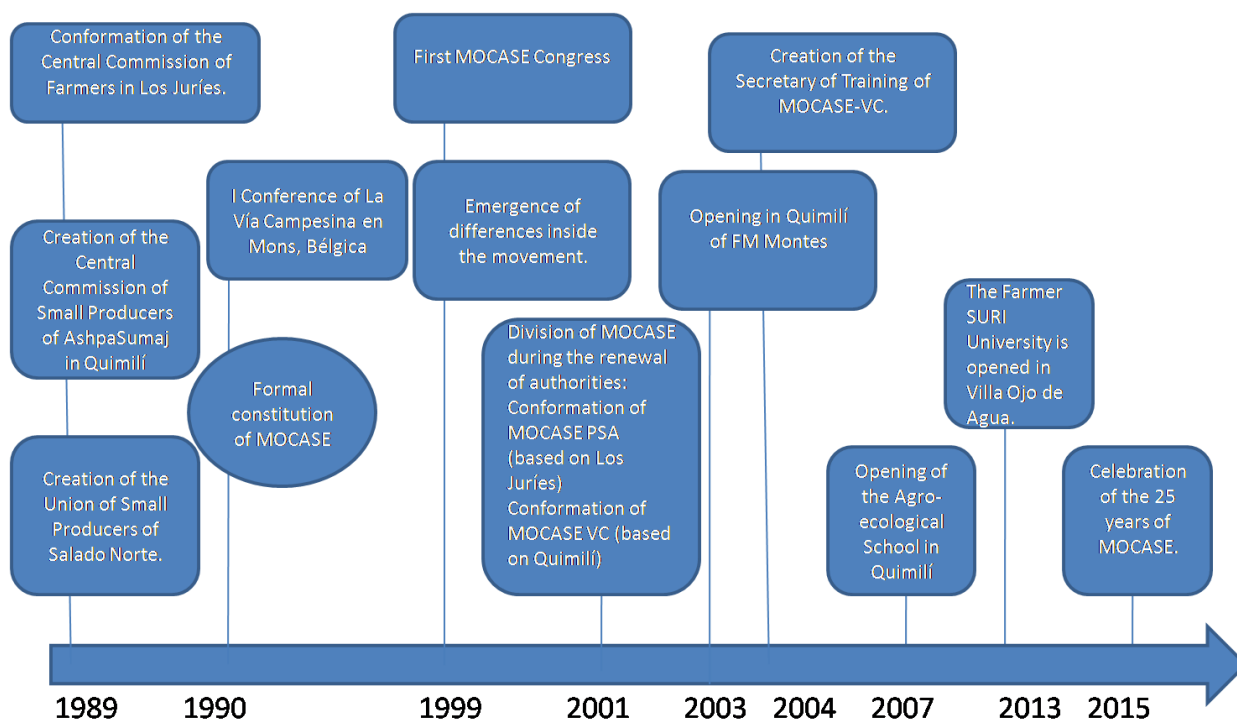 Conformation of the
Central Commission of
Farmers in Los Juríes.
Creation of the
Central
Commission of
Small Producers
of AshpaSumaj
in Quimilí
Creation of the
Union of Small
Producers of
Salado Norte.
I Conference of La
Vía Campesina en
Mons, Bélgica
Formal
constitution
of MOCASE
First MOCASE Congress
Emergence of
differences inside
the movement.
Division of MOCASE
during the renewal
of authorities:
Conformation of
MOCASE PSA
(based on Los
Juríes)
Conformation of
MOCASE VC (based
on Quimilí)
Creation of the
Secretary of Training of
MOCASE-VC.
Opening in Quimilí
of FM Montes
Opening of
the Agro-
ecological
School in
Quimilí
The Farmer
SURI
University is
opened in
Villa Ojo de
Agua.
Celebration
of the 25
years of
MOCASE.
1989 1990 1999 2001 2003 2004 2007 2013 2015